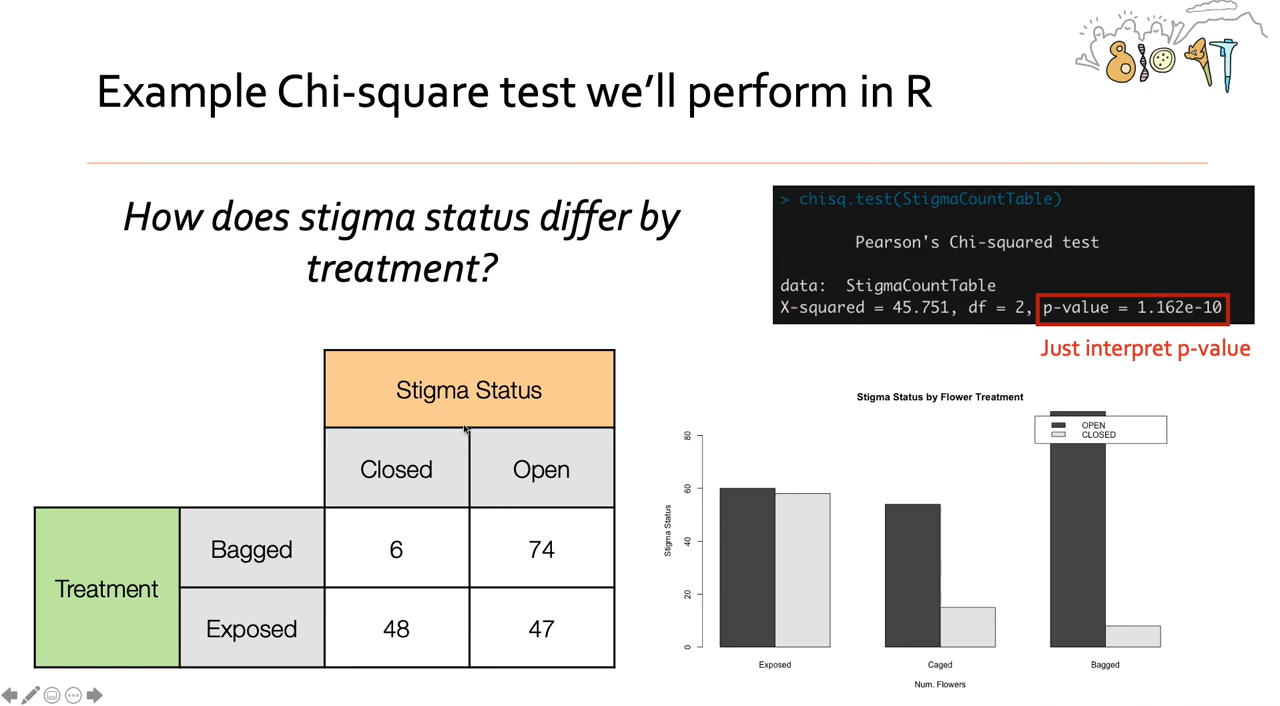 Example Chi-square test we'll perform in R
How does stigma status differ by
treatment?
> chisq.test(StigmaCountTable)
Pearson's Chi-squared test
data:  StigmaCountTable
X-squared = 45.751, df = 2, p-value = 1.162e-10
Just interpret p-value
Stigma Status
Closed Open
Treatment
Bagged 6 74
Exposed 48 47
Stigma Status by Flower Treatment
OPEN
CLOSED
Stigma Status
80
60
40
20
0
Exposed Caged Bagged
Num. Flowers